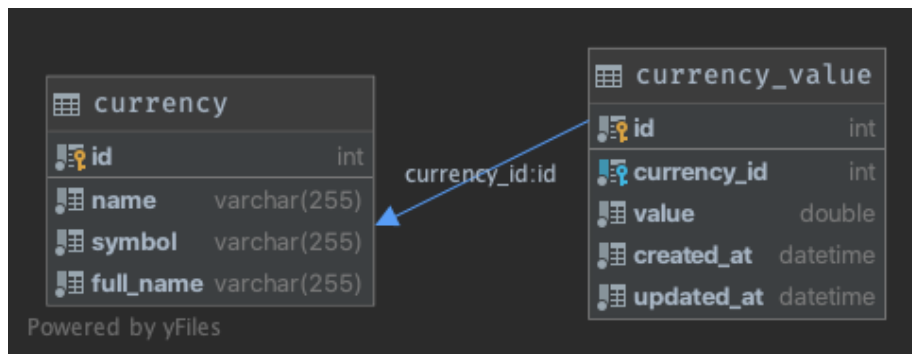 currency
id int
name varchar(255)
symbol varchar(255)
full_name varchar(255)
currency_id:id
currency_value
id int
currency_id int
value double
created_at datetime
updated_at datetime
Powered by yFiles